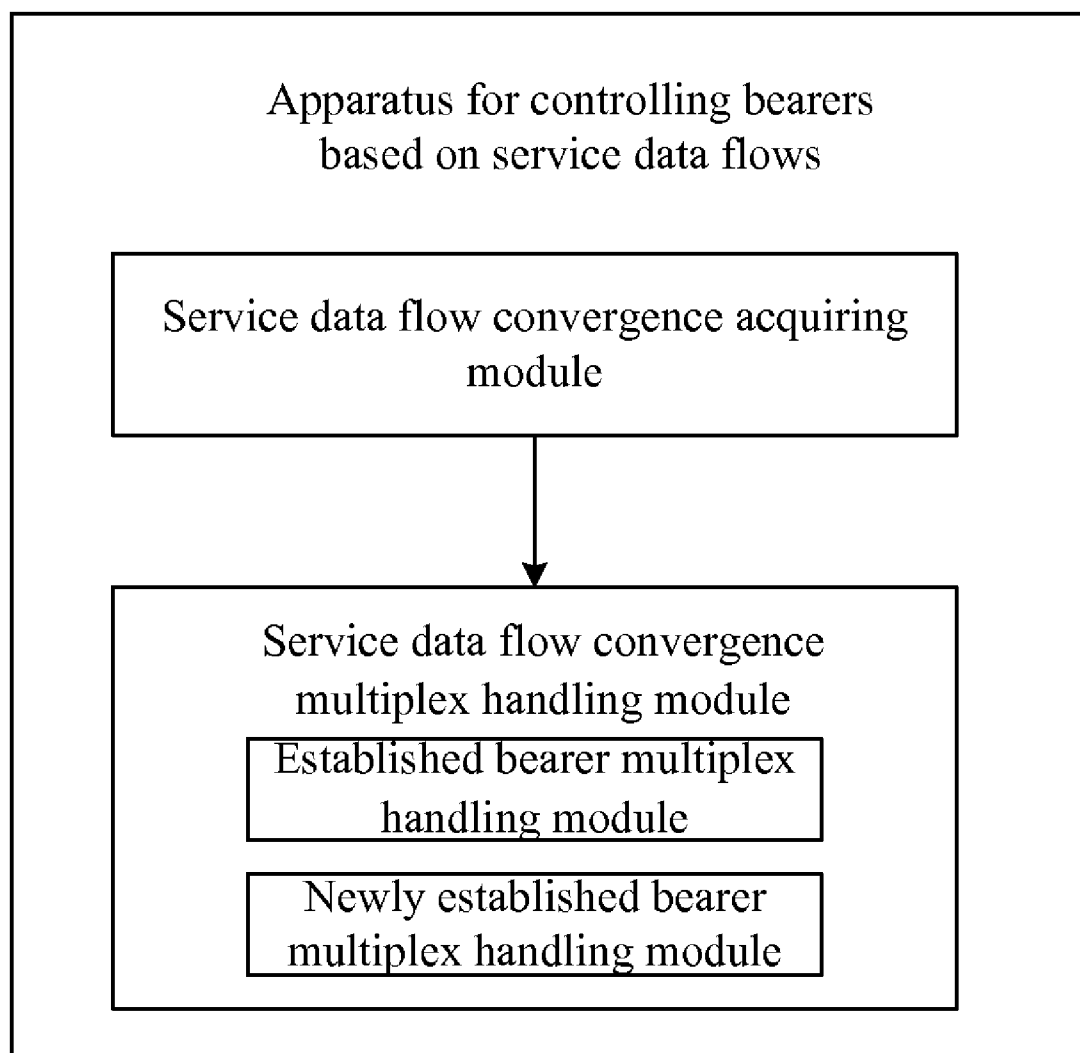 Apparatus for controlling bearers
based on service data flows
Service data flow convergence acquiring
module
Service data flow convergence
multiplex handling module
Established bearer multiplex
handling module
Newly established bearer
multiplex handling module